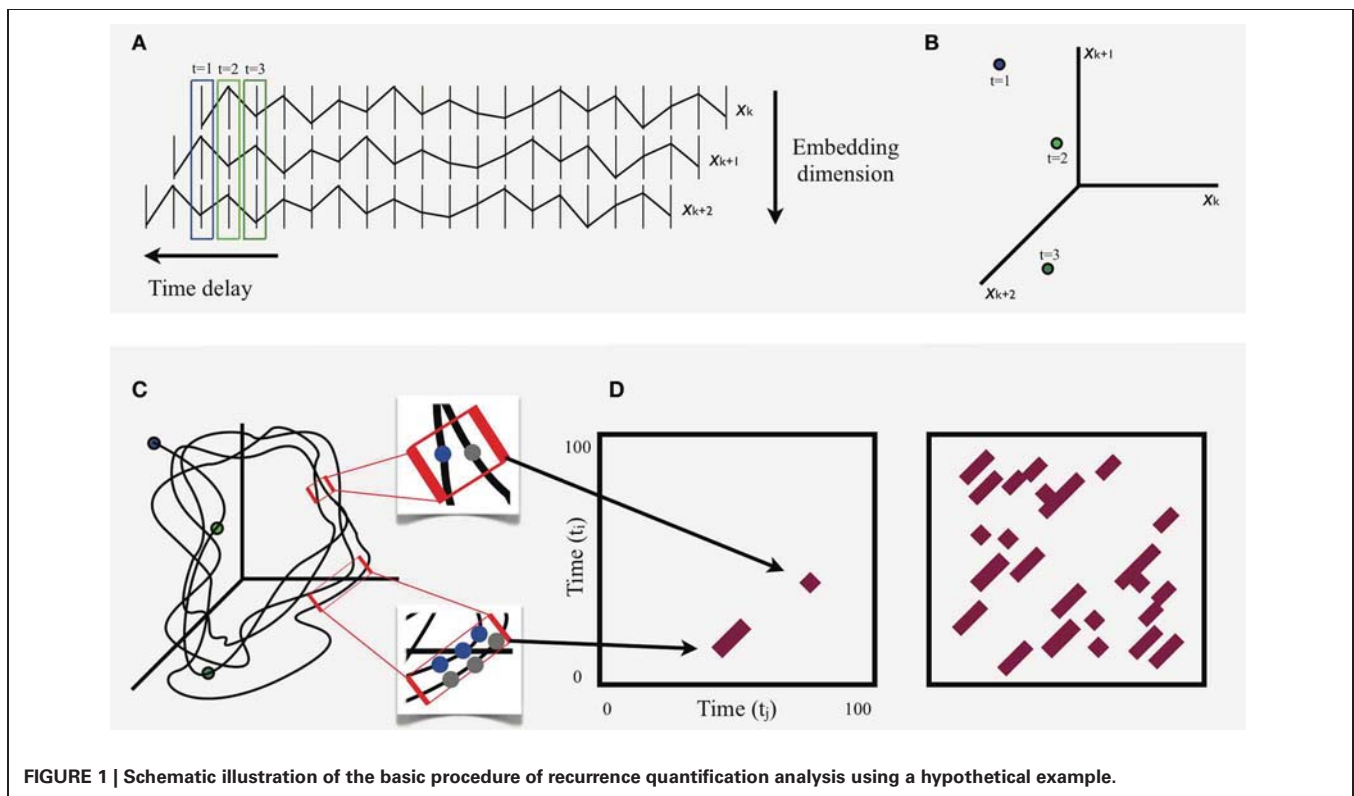 A
t=1 t=2 t=3
Xk
Xk+1
Xk+2
Embedding
dimension
Time delay
B
Xk+1
t=1
t=2
Xk
t=3
Xk+2
C
D
100
Time (ti)
0
0 Time (tj) 100
FIGURE 1 | Schematic illustration of the basic procedure of recurrence quantification analysis using a hypothetical example.